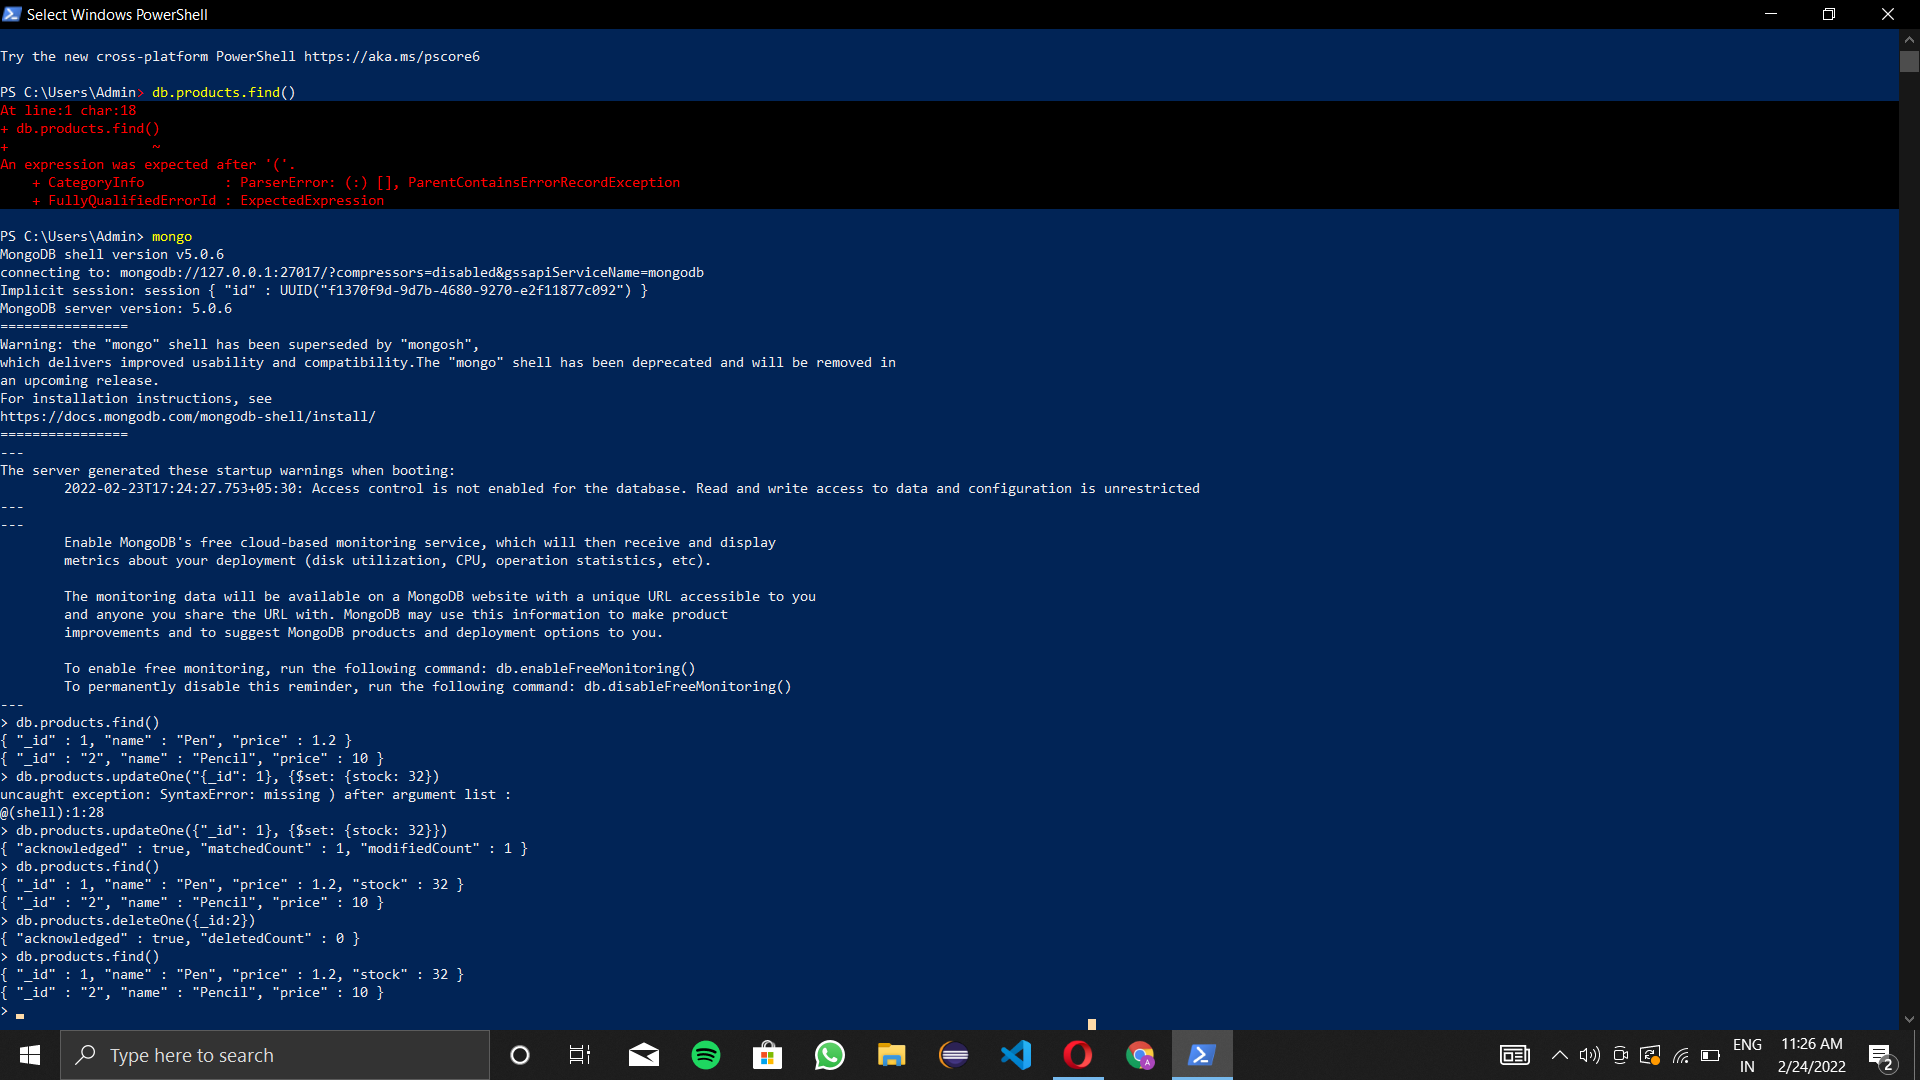 Select Windows PowerShell
Try the new cross-platform PowerShell https://aka.ms/pscore6
PS C:\Users\Admin> db.products.find()
At line:1 char:18
+ db.products.find()
+                  ~
An expression was expected after '('.
    + CategoryInfo          : ParserError: (:) [], ParentContainsErrorRecordException
    + FullyQualifiedErrorId : ExpectedExpression
PS C:\Users\Admin> mongo
MongoDB shell version v5.0.6
connecting to: mongodb://127.0.0.1:27017/?compressors=disabled&gssapiServiceName=mongodb
Implicit session: session { "id" : UUID("f1370f9d-9d7b-4680-9270-e2f11877c092") }
MongoDB server version: 5.0.6
================
Warning: the "mongo" shell has been superseded by "mongosh",
which delivers improved usability and compatibility.The "mongo" shell has been deprecated and will be removed in
an upcoming release.
For installation instructions, see
https://docs.mongodb.com/mongodb-shell/install/
================
---
The server generated these startup warnings when booting:
        2022-02-23T17:24:27.753+05:30: Access control is not enabled for the database. Read and write access to data and configuration is unrestricted
---
---
        Enable MongoDB's free cloud-based monitoring service, which will then receive and display
        metrics about your deployment (disk utilization, CPU, operation statistics, etc).
        The monitoring data will be available on a MongoDB website with a unique URL accessible to you
        and anyone you share the URL with. MongoDB may use this information to make product
        improvements and to suggest MongoDB products and deployment options to you.
        To enable free monitoring, run the following command: db.enableFreeMonitoring()
        To permanently disable this reminder, run the following command: db.disableFreeMonitoring()
---
> db.products.find()
{ "_id" : 1, "name" : "Pen", "price" : 1.2 }
{ "_id" : "2", "name" : "Pencil", "price" : 10 }
> db.products.updateOne("{_id": 1}, {$set: {stock: 32})
uncaught exception: SyntaxError: missing ) after argument list :
@(shell):1:28
> db.products.updateOne({"_id": 1}, {$set: {stock: 32}})
{ "acknowledged" : true, "matchedCount" : 1, "modifiedCount" : 1 }
> db.products.find()
{ "_id" : 1, "name" : "Pen", "price" : 1.2, "stock" : 32 }
{ "_id" : "2", "name" : "Pencil", "price" : 10 }
> db.products.deleteOne({_id:2})
{ "acknowledged" : true, "deletedCount" : 0 }
> db.products.find()
{ "_id" : 1, "name" : "Pen", "price" : 1.2, "stock" : 32 }
{ "_id" : "2", "name" : "Pencil", "price" : 10 }
>
Type here to search
ENG
IN
11:26 AM
2/24/2022
2